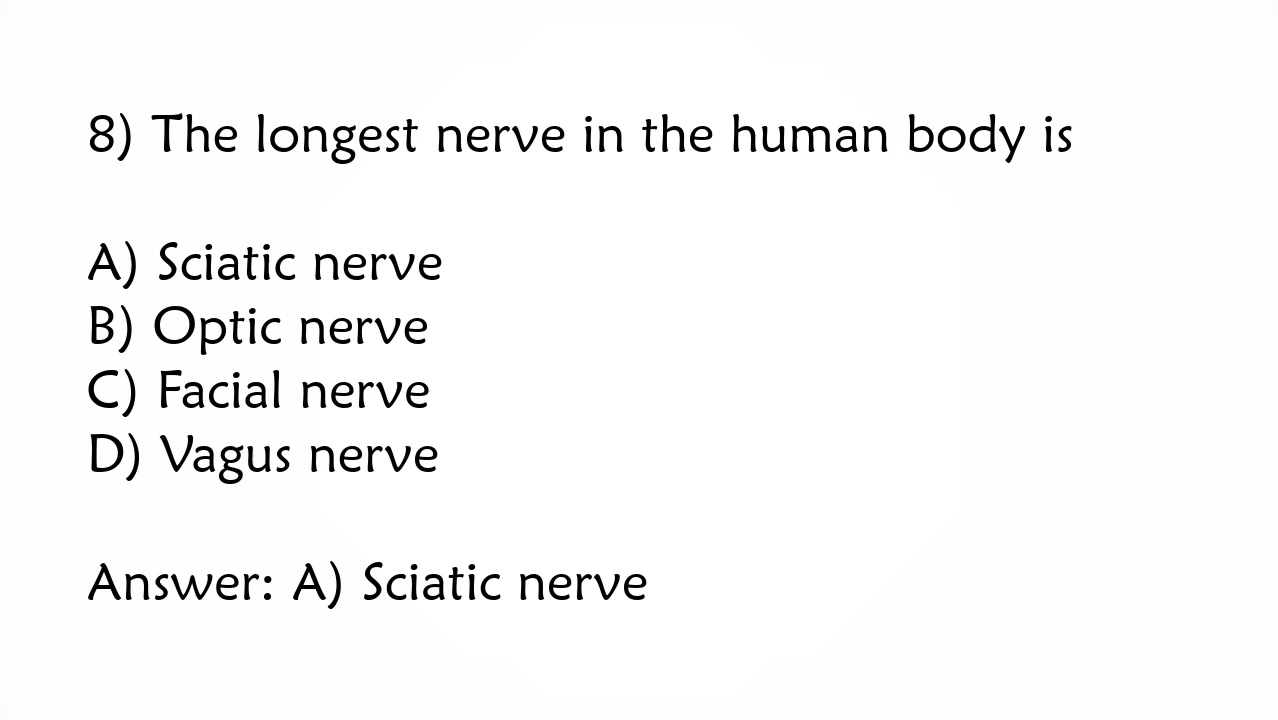 8) The longest nerve in the human body is
A) Sciatic nerve
B) Optic nerve
C) Facial nerve
D) Vagus nerve
Answer: A) Sciatic nerve